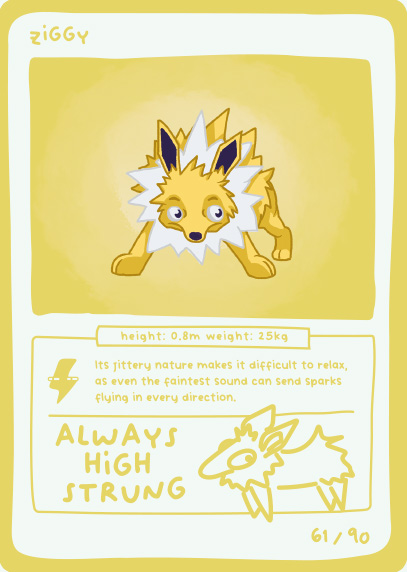 ZiGGY
height: 0.8m weight: 25kg
Its jittery nature makes it difficult to relax,
as even the faintest sound can send sparks
flying in every direction.
ALWAYS
HiGH
STRUNG
61/90